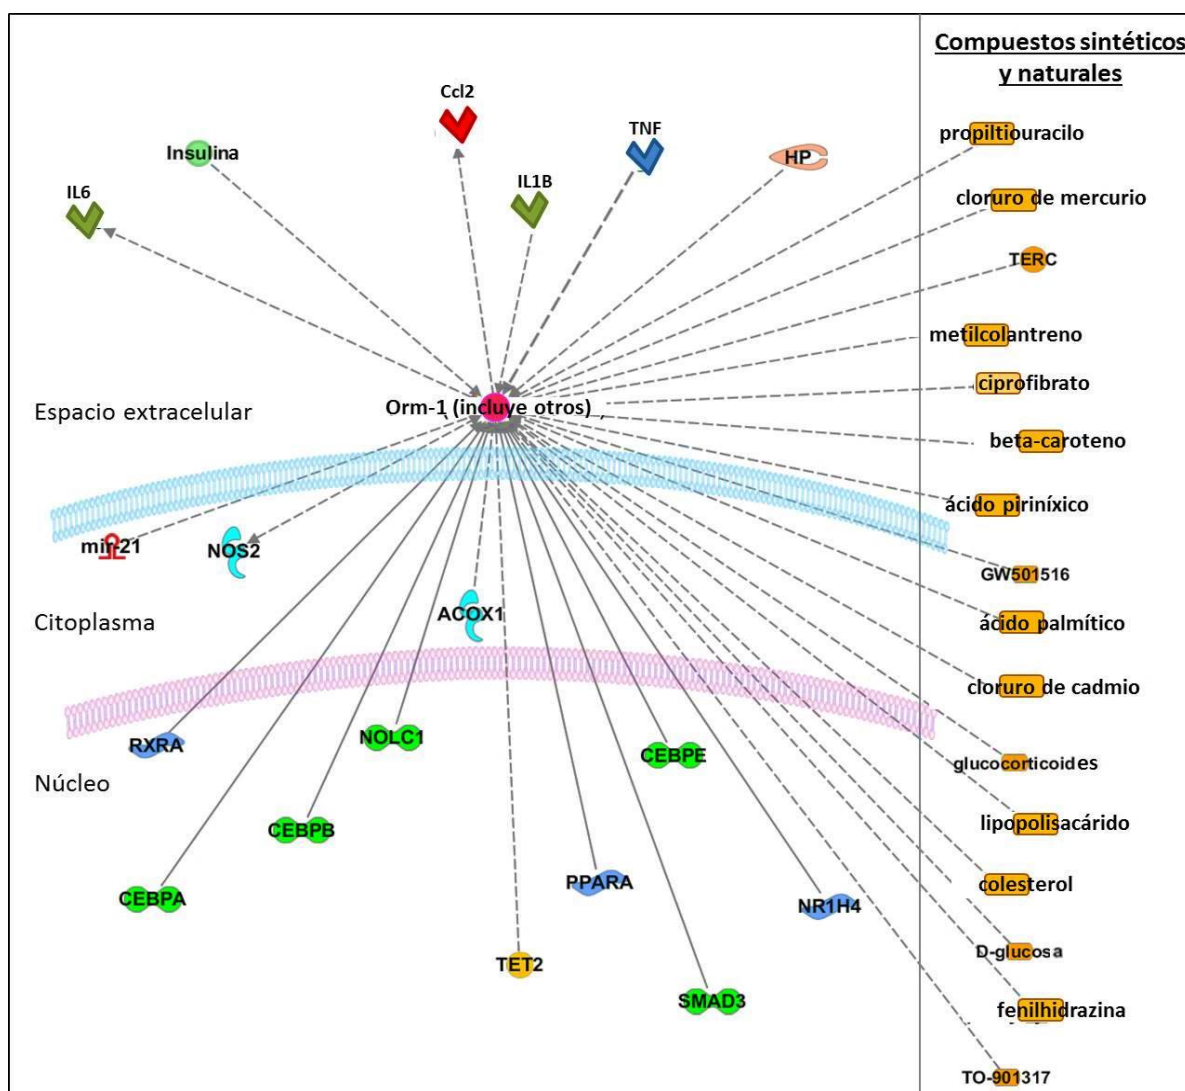 Compuestos sintéticos
y naturales
Ccl2
TNF
propiltiouracilo
Insulina
HP
IL6
IL1B
cloruro de mercurio
TERC
metilcolantreno
ciprofibrato
Espacio extracelular
Orm-1 (incluye otros)
beta-caroteno
ácido piriníxico
mir-21
NOS2
GW501516
ACOX1
Citoplasma
ácido palmítico
cloruro de cadmio
RXRA
NOLC1
CEBPE
glucocorticoides
Núcleo
CEBPB
lipopolisacárido
PPARA
colesterol
CEBPA
NR1H4
TET2
D-glucosa
SMAD3
fenilhidrazina
TO-901317